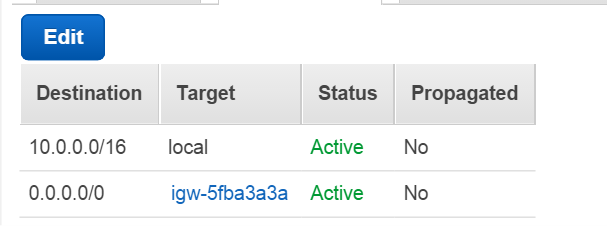 Edit
Destination Target Status Propagated
10.0.0.0/16 local Active No
0.0.0.0/0 igw-5fba3a3a Active No